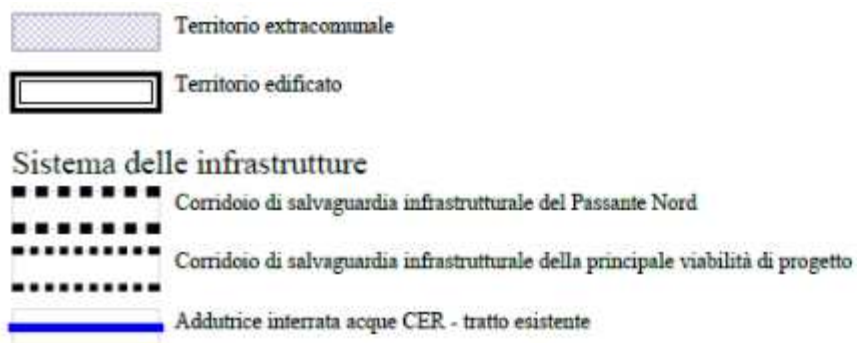 Territorio extracomunale
Territorio edificato
Sistema delle infrastrutture
Corridoio di salvaguardia infrastrutturale del Passante Nord
Corridoio di salvaguardia infrastrutturale della principale viabilità di progetto
Addutrice interrata acque CER - tratto esistente